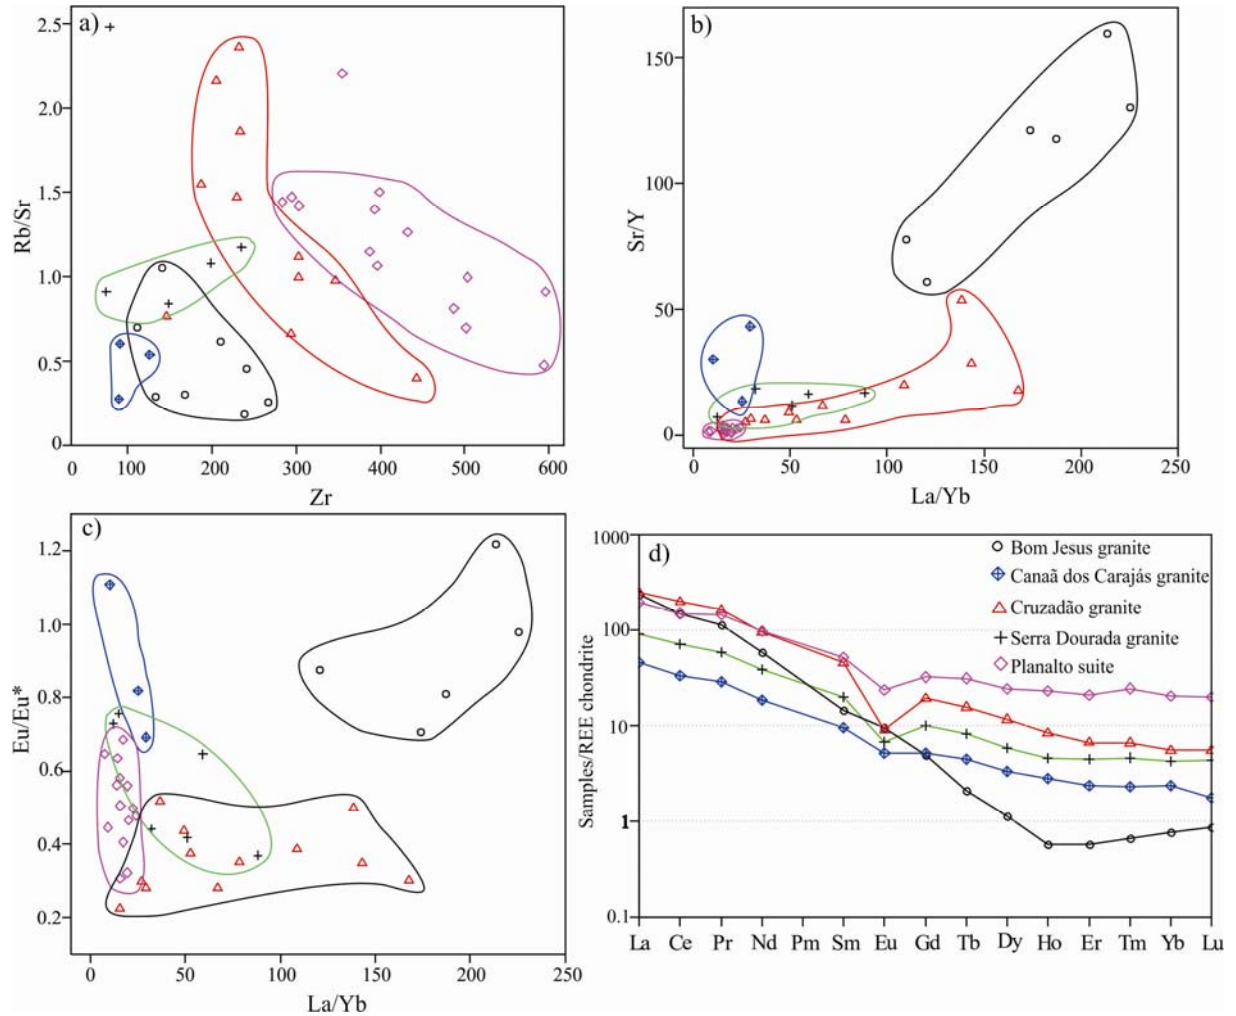 a)
2.5
2.0
1.5
1.0
0.5
0
Rb/Sr
0 100 200 300 400 500 600
Zr
b)
150
100
50
0
Sr/Y
0 50 100 150 200 250
La/Yb
c)
1.2
1.0
0.8
0.6
0.4
0.2
Eu/Eu*
0 50 100 150 200 250
La/Yb
d)
1000
100
10
1
0.1
Samples/REE chondrite
Bom Jesus granite
Canaã dos Carajás granite
Cruzadão granite
Serra Dourada granite
Planalto suite
La Ce Pr Nd Pm Sm Eu Gd Tb Dy Ho Er Tm Yb Lu